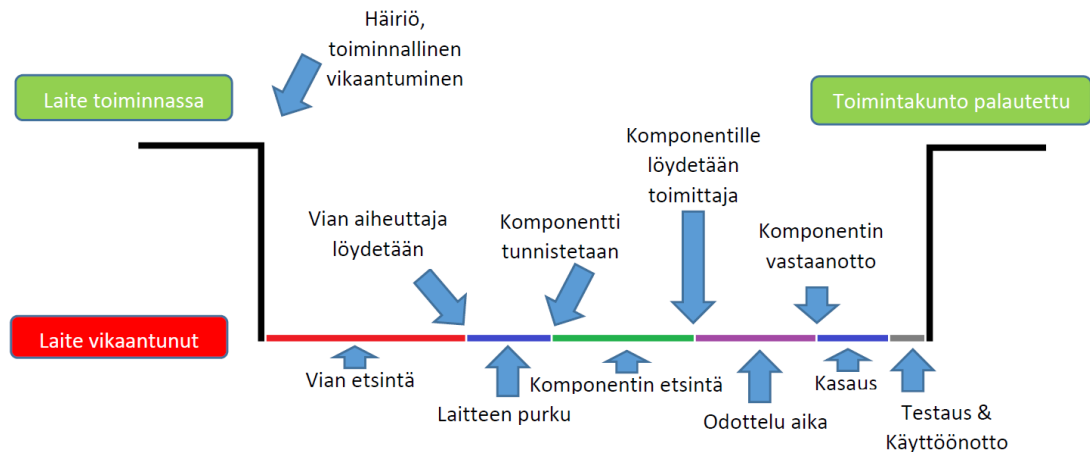 Häiriö,
toiminnallinen
vikaantuminen
Laite toiminnassa
Toimintakunto palautettu
Komponentille
löydetään
toimittaja
Vian aiheuttaja
löydetään
Komponentti
tunnistetaan
Komponentin
vastaanotto
Laite vikaantunut
Vian etsintä
Laitteen purku
Komponentin etsintä
Odottelu aika
Kasaus
Testaus &
Käyttöönotto